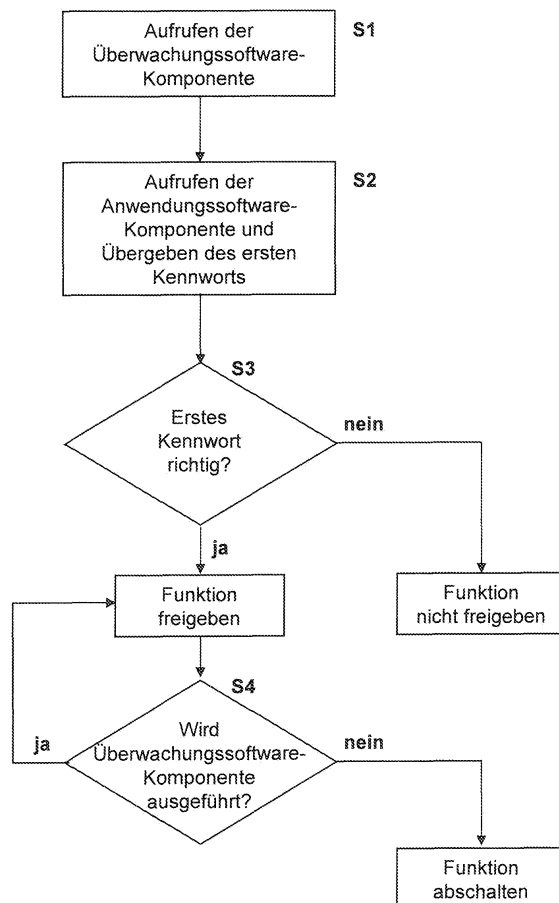 Aufrufen der
Überwachungssoftware-
Komponente
S1
Aufrufen der
Anwendungssoftware-
Komponente und
Übergeben des ersten
Kennworts
S2
S3
Erstes
Kennwort
richtig?
nein
ja
Funktion
freigeben
Funktion
nicht freigeben
S4
Wird
Überwachungssoftware-
Komponente
ausgeführt?
ja
nein
Funktion
abschalten